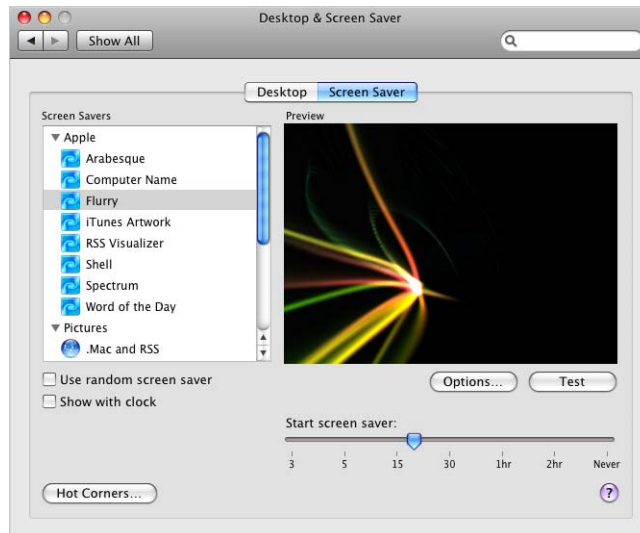 Desktop & Screen Saver
Show All
Desktop Screen Saver
Screen Savers
Preview
Apple
Arabesque
Computer Name
Flurry
iTunes Artwork
RSS Visualizer
Shell
Spectrum
Word of the Day
Pictures
.Mac and RSS
Use random screen saver
Show with clock
Options... Test
Start screen saver:
3 5 15 30 1hr 2hr Never
Hot Corners...
?